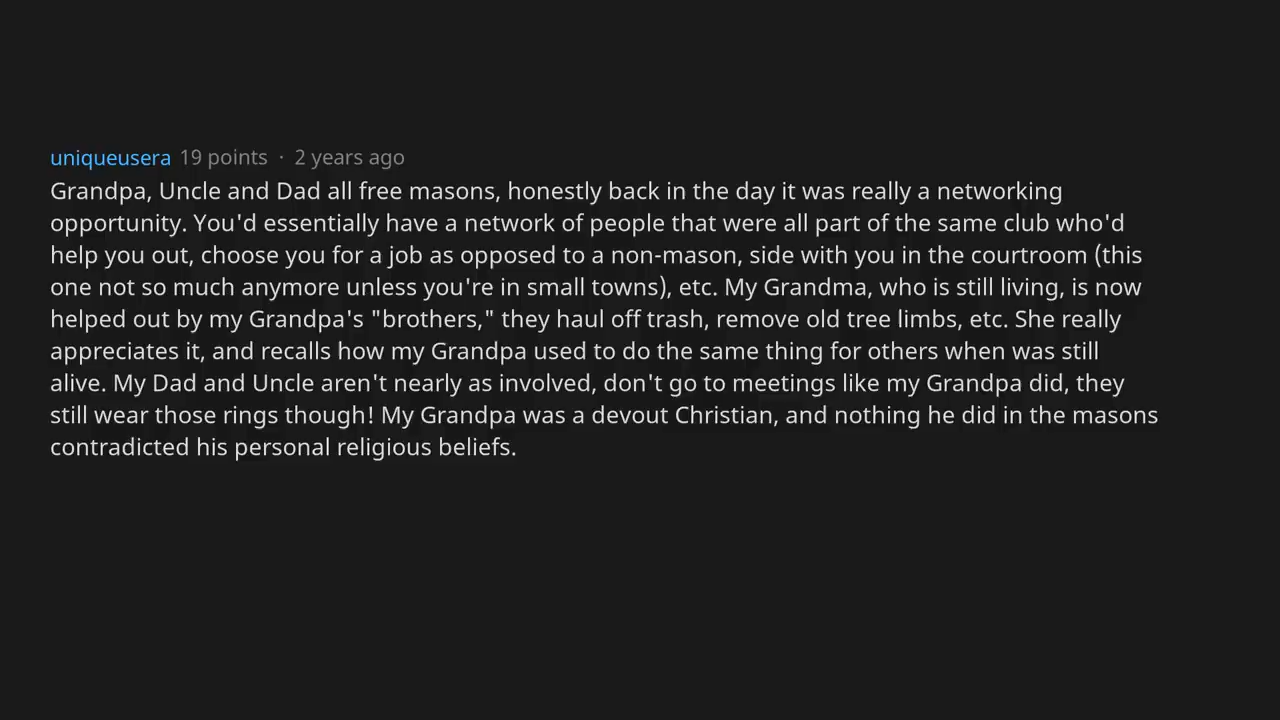 uniqueusera 19 points · 2 years ago
Grandpa, Uncle and Dad all free masons, honestly back in the day it was really a networking
opportunity. You'd essentially have a network of people that were all part of the same club who'd
help you out, choose you for a job as opposed to a non-mason, side with you in the courtroom (this
one not so much anymore unless you're in small towns), etc. My Grandma, who is still living, is now
helped out by my Grandpa's "brothers," they haul off trash, remove old tree limbs, etc. She really
appreciates it, and recalls how my Grandpa used to do the same thing for others when was still
alive. My Dad and Uncle aren't nearly as involved, don't go to meetings like my Grandpa did, they
still wear those rings though! My Grandpa was a devout Christian, and nothing he did in the masons
contradicted his personal religious beliefs.